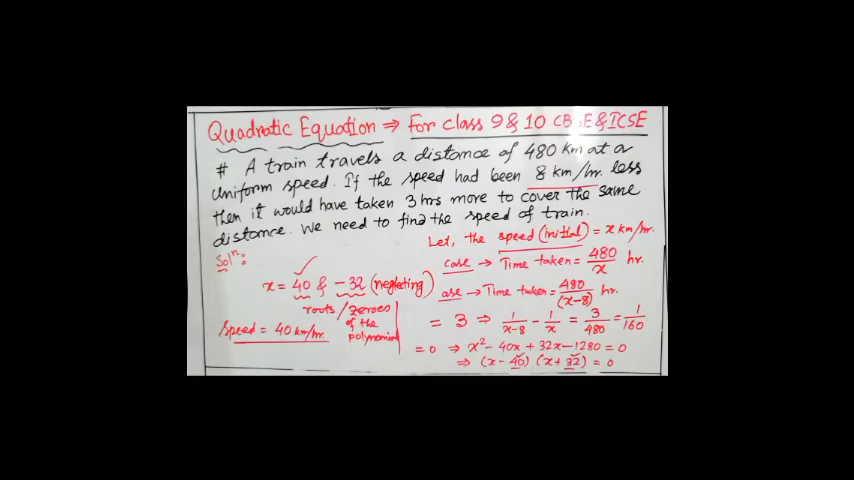 Quadratic Equation ⇒ For class 9 & 10 CBSE & ICSE
# A train travels a distance of 480 km at a
uniform speed. If the speed had been 8 km/hr. less
then it would have taken 3 hrs more to cover the same
distance. We need to find the speed of train.
Let, the speed (initial) = x km/hr.
Solⁿ:
case → Time taken = 480/x hr.
ase → Time taken = 480/(x-8) hr.
= 3 ⇒ 1/(x-8) - 1/x = 3/480 = 1/160
= 0 ⇒ x² - 40x + 32x - 1280 = 0
⇒ (x - 40) (x + 32) = 0
x = 40 & -32 (neglecting)
roots/zeroes
of the
polynomial
Speed = 40 km/hr.